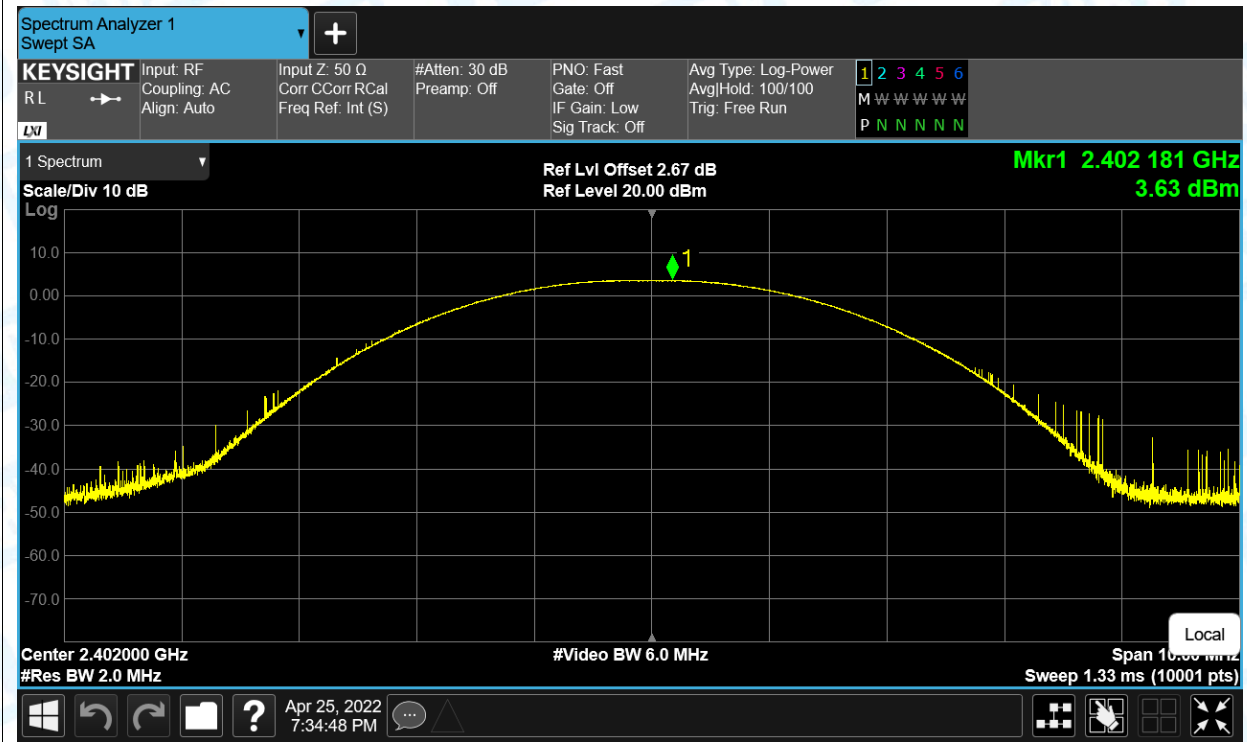 Spectrum Analyzer 1
Swept SA
KEYSIGHT
R L
LXI
Input: RF
Coupling: AC
Align: Auto
Input Z: 50 Ω
Corr CCorr RCal
Freq Ref: Int (S)
#Atten: 30 dB
Preamp: Off
PNO: Fast
Gate: Off
IF Gain: Low
Sig Track: Off
Avg Type: Log-Power
Avg|Hold: 100/100
Trig: Free Run
1 2 3 4 5 6
M W W W W W
P N N N N N
1 Spectrum
Scale/Div 10 dB
Ref Lvl Offset 2.67 dB
Ref Level 20.00 dBm
Mkr1 2.402 181 GHz
3.63 dBm
Log
10.0
0.00
-10.0
-20.0
-30.0
-40.0
-50.0
-60.0
-70.0
1
Local
Center 2.402000 GHz
#Video BW 6.0 MHz
Span 10.00 MHz
#Res BW 2.0 MHz
Sweep 1.33 ms (10001 pts)
?
Apr 25, 2022
7:34:48 PM